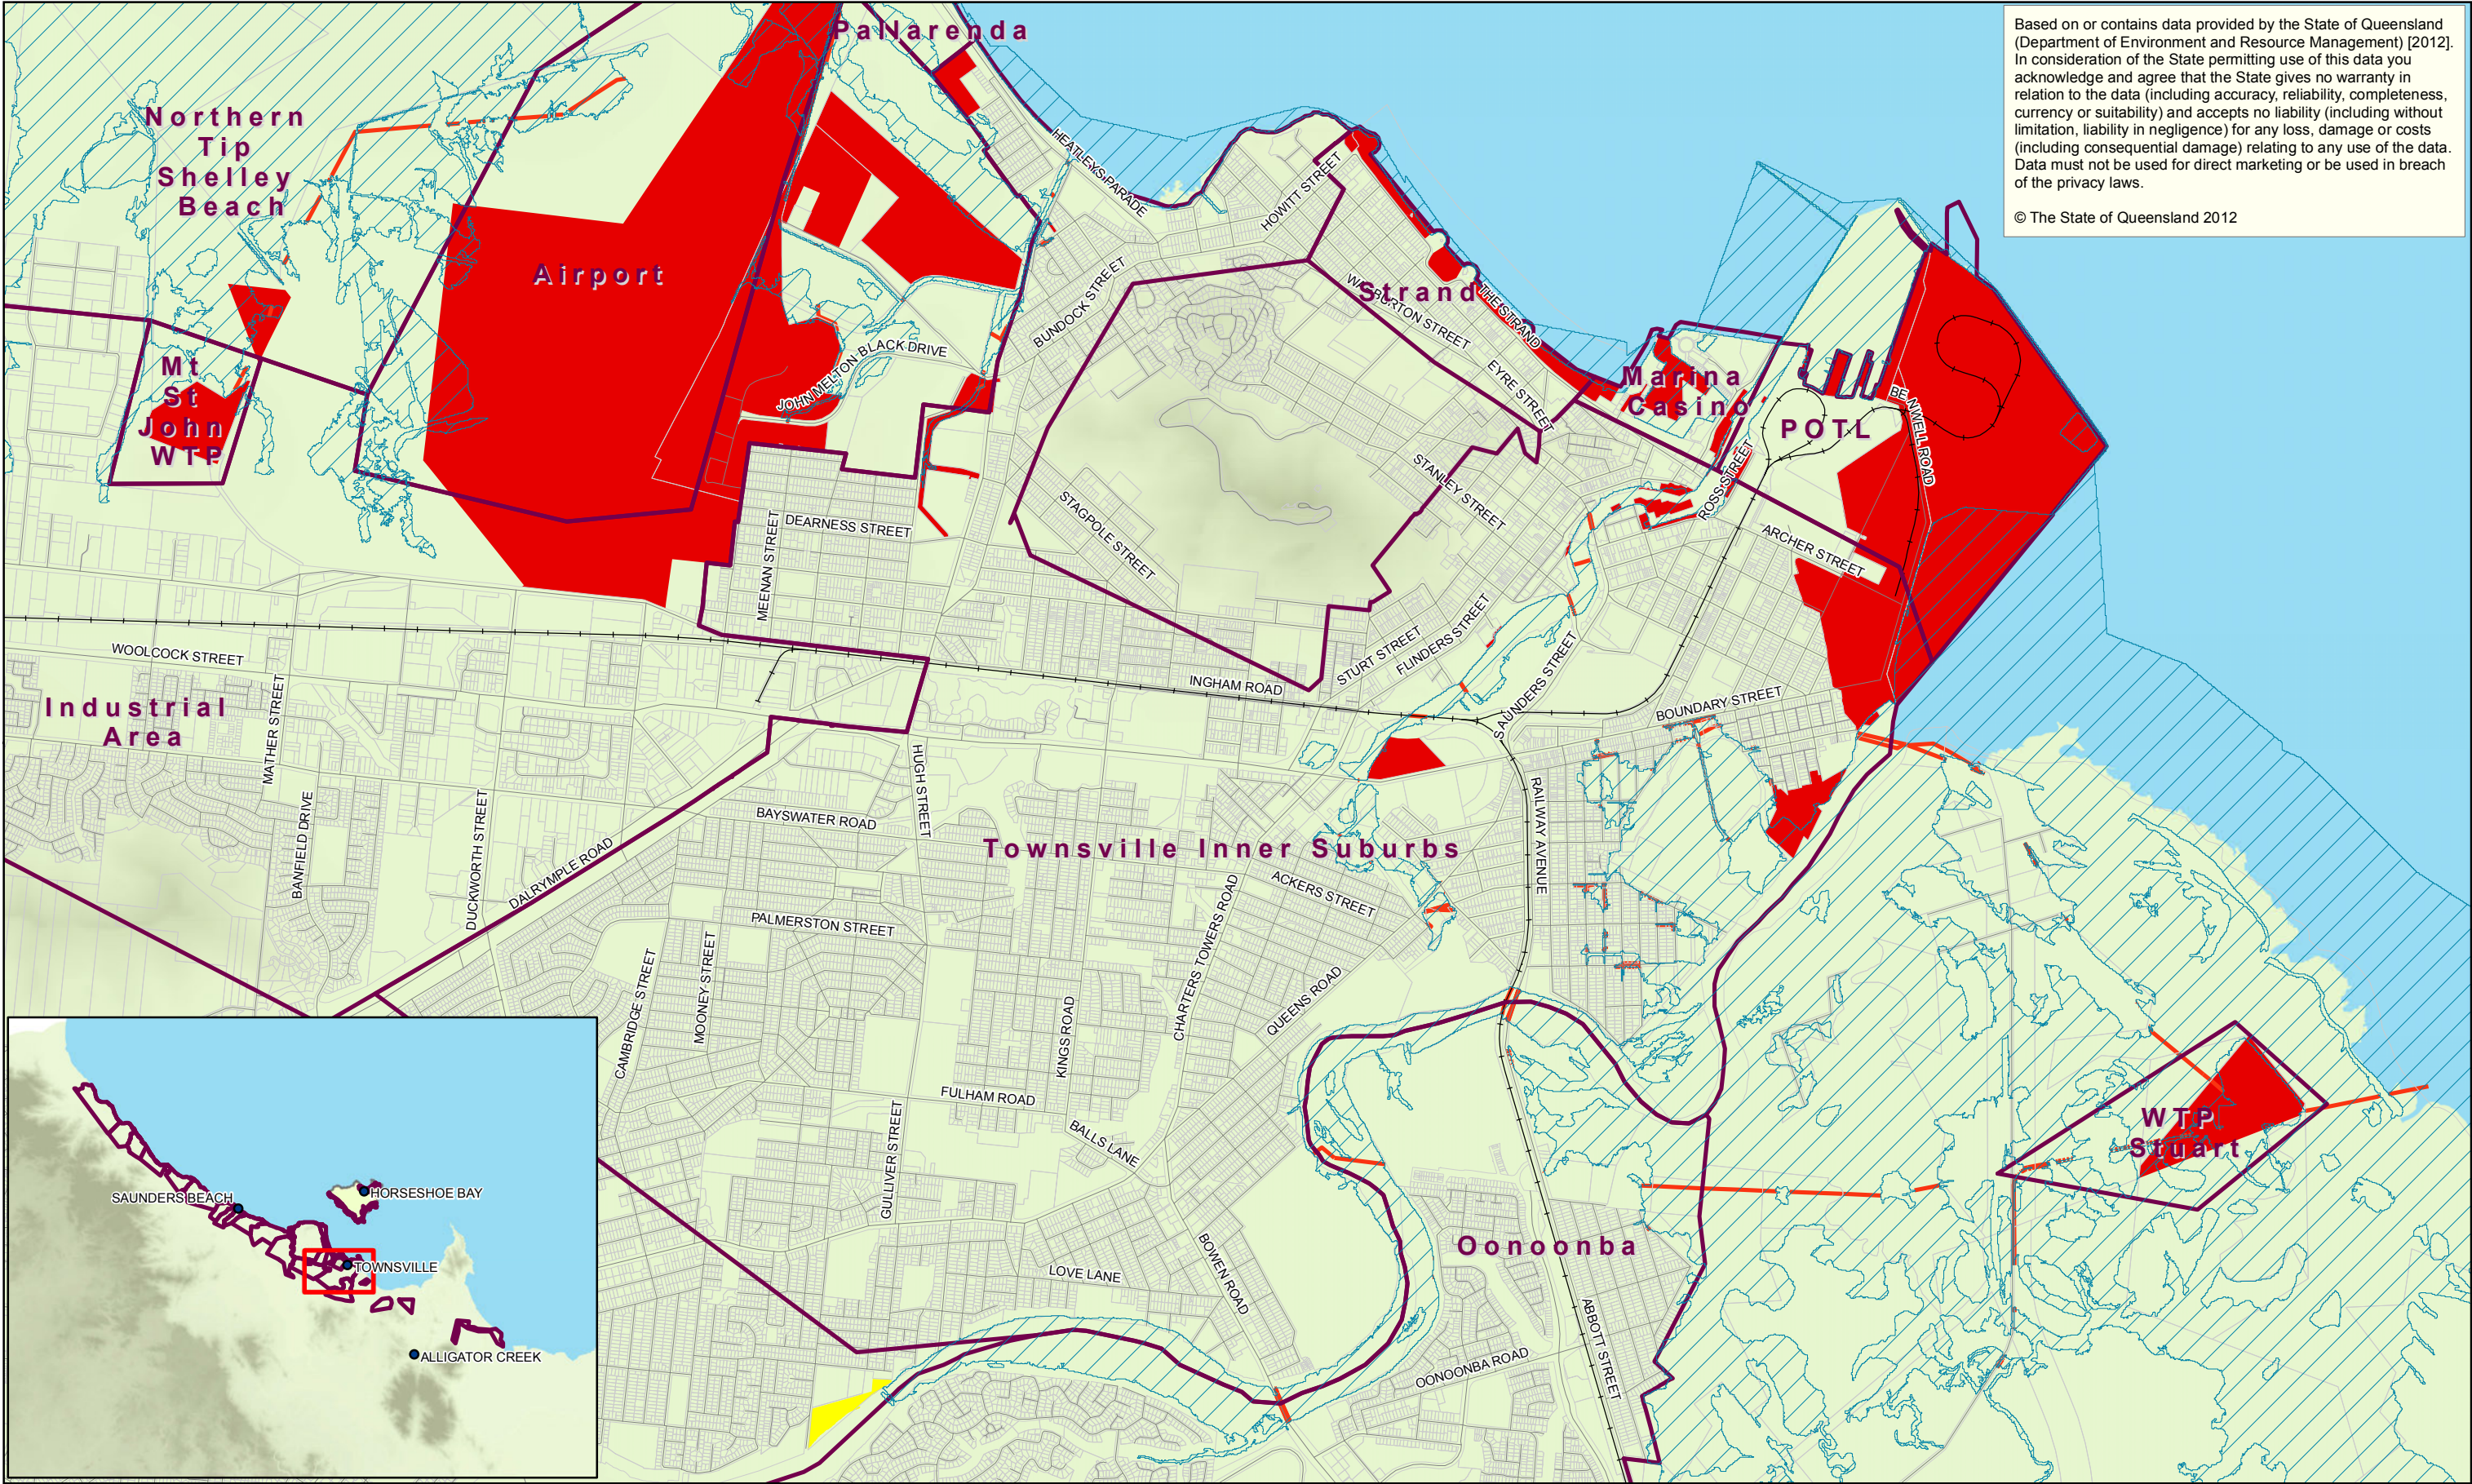 Pallarenda
Based on or contains data provided by the State of Queensland
(Department of Environment and Resource Management) [2012].
In consideration of the State permitting use of this data you
acknowledge and agree that the State gives no warranty in
relation to the data (including accuracy, reliability, completeness,
currency or suitability) and accepts no liability (including without
limitation, liability in negligence) for any loss, damage or costs
(including consequential damage) relating to any use of the data.
Data must not be used for direct marketing or be used in breach
of the privacy laws.
© The State of Queensland 2012
Northern
Tip
Shelley
Beach
HEATLEYS PARADE
HOWITT STREET
Airport
BUNDOCK STREET
Strand
WARBURTON STREET
THE STRAND
JOHN MELTON BLACK DRIVE
EYRE STREET
Mt
St
John
WTP
Marina
Casino
POTL
BENWELL ROAD
STANLEY STREET
ROSS STREET
STAGPOLE STREET
DEARNESS STREET
MEENAN STREET
ARCHER STREET
WOOLCOCK STREET
INGHAM ROAD
STURT STREET
FLINDERS STREET
SAUNDERS STREET
BOUNDARY STREET
Industrial
Area
MATHER STREET
HUGH STREET
BANFIELD DRIVE
DUCKWORTH STREET
BAYSWATER ROAD
RAILWAY AVENUE
Townsville Inner Suburbs
DALRYMPLE ROAD
ACKERS STREET
PALMERSTON STREET
CHARTERS TOWERS ROAD
CAMBRIDGE STREET
MOONEY STREET
KINGS ROAD
QUEENS ROAD
FULHAM ROAD
BALLS LANE
GULLIVER STREET
WTP
Stuart
Oonoonba
BOWEN ROAD
LOVE LANE
ABBOTT STREET
OONOONBA ROAD
SAUNDERS BEACH
HORSESHOE BAY
TOWNSVILLE
ALLIGATOR CREEK